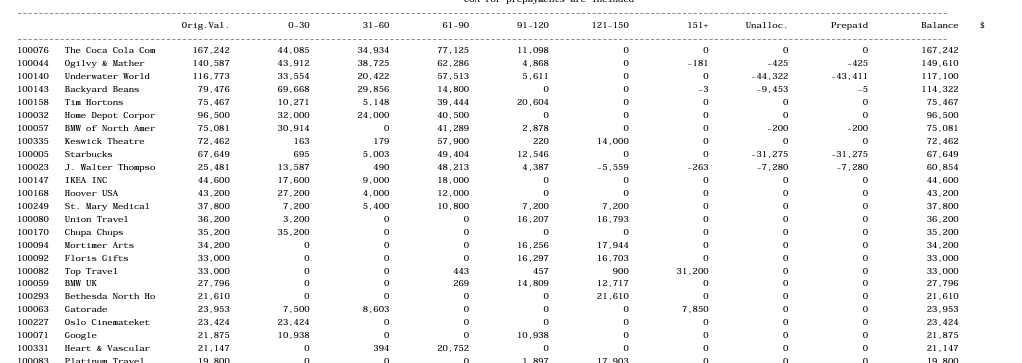 for prepayments are included
Orig.Val. 0-30 31-60 61-90 91-120 121-150 151+ Unalloc. Prepaid Balance $
100076 The Coca Cola Com 167,242 44,085 34,934 77,125 11,098 0 0 0 0 167,242
100044 Ogilvy & Mather 140,587 43,912 38,725 62,286 4,868 0 -181 -425 -425 149,610
100140 Underwater World 116,773 33,554 20,422 57,513 5,611 0 0 -44,322 -43,411 117,100
100143 Backyard Beans 79,476 69,668 29,856 14,800 0 0 -3 -9,453 -5 114,322
100158 Tim Hortons 75,467 10,271 5,148 39,444 20,604 0 0 0 0 75,467
100032 Home Depot Corpor 96,500 32,000 24,000 40,500 0 0 0 0 0 96,500
100057 BMW of North Amer 75,081 30,914 0 41,289 2,878 0 0 -200 -200 75,081
100335 Keswick Theatre 72,462 163 179 57,900 220 14,000 0 0 0 72,462
100005 Starbucks 67,649 695 5,003 49,404 12,546 0 0 -31,275 -31,275 67,649
100023 J. Walter Thompso 25,481 13,587 490 48,213 4,387 -5,559 -263 -7,280 -7,280 60,854
100147 IKEA INC 44,600 17,600 9,000 18,000 0 0 0 0 0 44,600
100168 Hoover USA 43,200 27,200 4,000 12,000 0 0 0 0 0 43,200
100249 St. Mary Medical 37,800 7,200 5,400 10,800 7,200 7,200 0 0 0 37,800
100080 Union Travel 36,200 3,200 0 0 16,207 16,793 0 0 0 36,200
100170 Chupa Chups 35,200 35,200 0 0 0 0 0 0 0 35,200
100094 Mortimer Arts 34,200 0 0 0 16,256 17,944 0 0 0 34,200
100092 Floris Gifts 33,000 0 0 0 16,297 16,703 0 0 0 33,000
100082 Top Travel 33,000 0 0 443 457 900 31,200 0 0 33,000
100059 BMW UK 27,796 0 0 269 14,809 12,717 0 0 0 27,796
100293 Bethesda North Ho 21,610 0 0 0 0 21,610 0 0 0 21,610
100063 Gatorade 23,953 7,500 8,603 0 0 0 7,850 0 0 23,953
100227 Oslo Cinemateket 23,424 23,424 0 0 0 0 0 0 0 23,424
100071 Google 21,875 10,938 0 0 10,938 0 0 0 0 21,875
100331 Heart & Vascular 21,147 0 394 20,752 0 0 0 0 0 21,147
100083 Platinum Travel 19,800 0 0 0 1,897 17,903 0 0 0 19,800